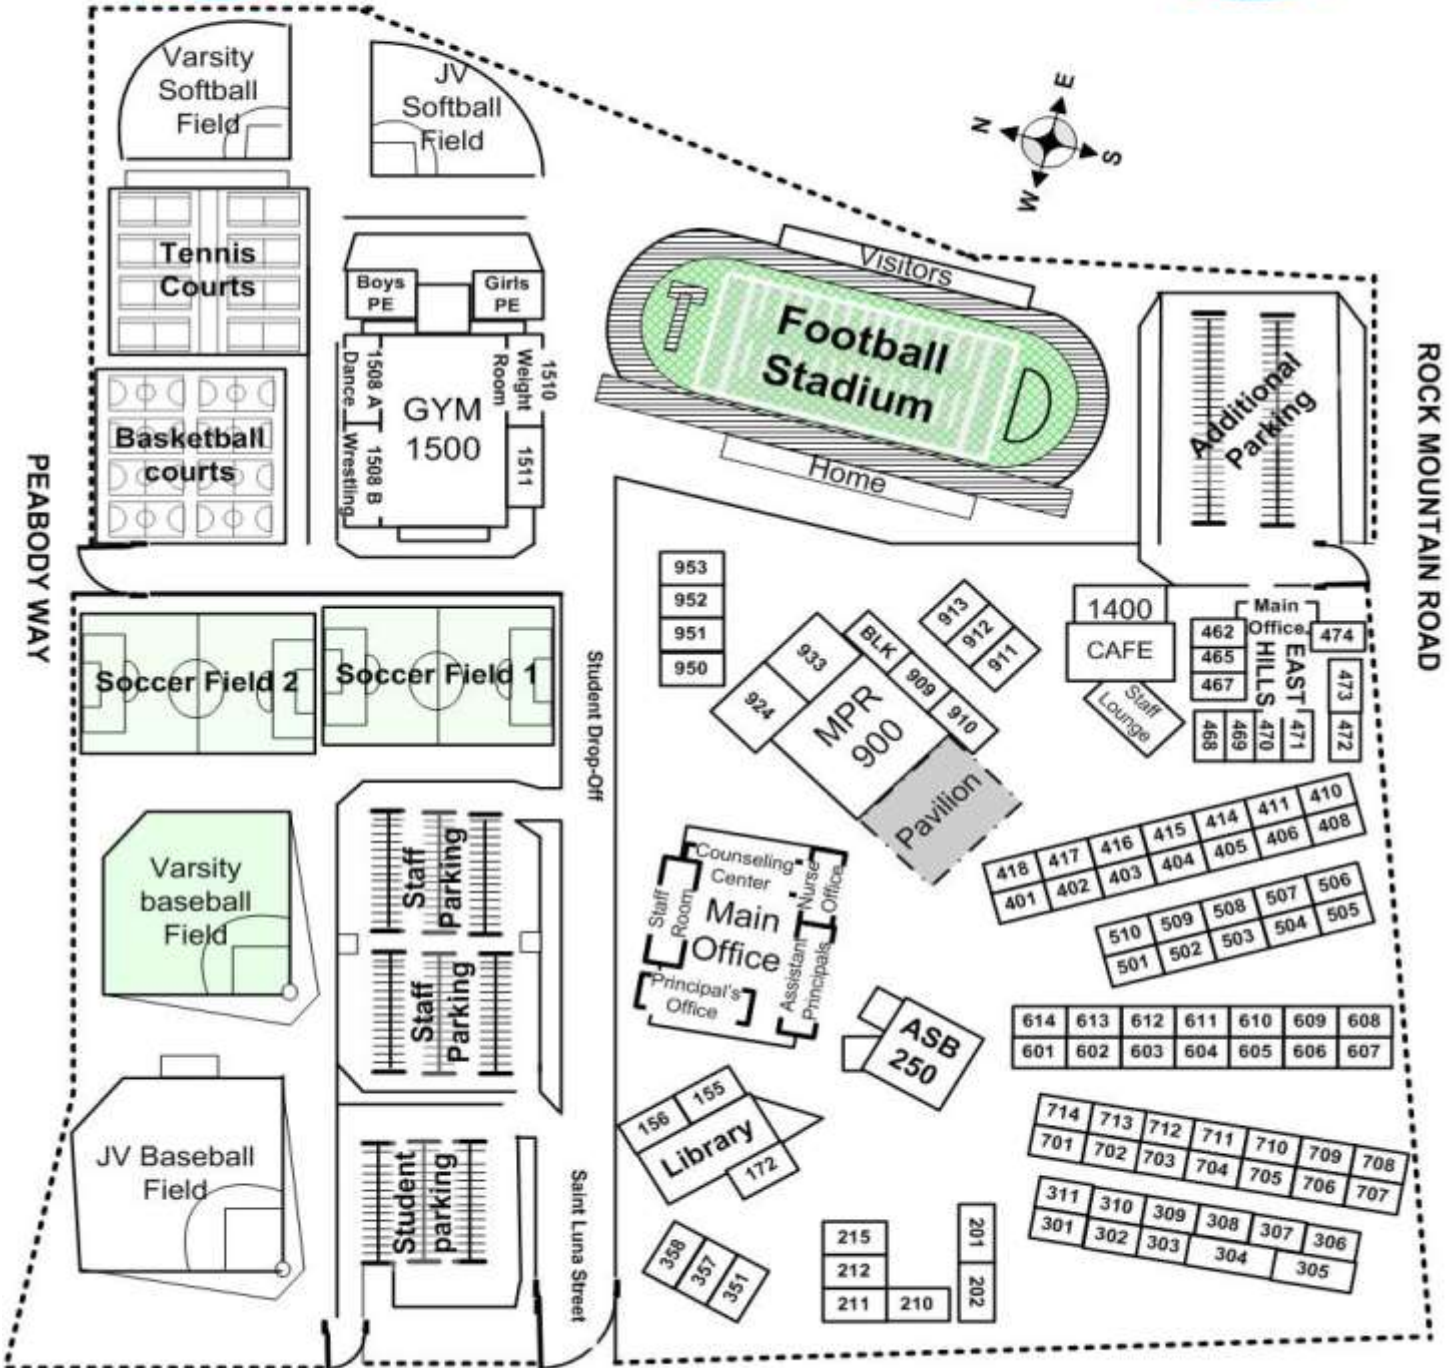 Varsity
Softball
Field
JV
Softball
Field
E
N
S
W
Tennis
Courts
Boys
PE
Girls
PE
Visitors
Football
Stadium
Home
Additional
Parking
ROCK MOUNTAIN ROAD
PEABODY WAY
Basketball
courts
1508 A
Dance
1508 B
Wrestling
GYM
1500
1510
Weight
Room
1511
953
952
951
950
913
912
911
BLK
909
910
933
924
MPR
900
Pavilion
1400
CAFE
Staff
Lounge
Main
Office
EAST
HILLS
462
465
467
474
473
472
468
469
470
471
Soccer Field 2
Soccer Field 1
Student Drop-Off
418
417
416
415
414
411
410
401
402
403
404
405
406
408
Varsity
baseball
Field
Staff
Parking
Staff
Parking
Counseling
Center
Nurse
Office
Staff
Room
Main
Office
Assistant
Principals
Principal's
Office
510
509
508
507
506
501
502
503
504
505
ASB
250
614
613
612
611
610
609
608
601
602
603
604
605
606
607
JV Baseball
Field
Student
parking
Saint Luna Street
156
155
Library
172
714
713
712
711
710
709
708
701
702
703
704
705
706
707
311
310
309
308
307
306
301
302
303
304
305
358
357
351
215
212
211
210
201
202